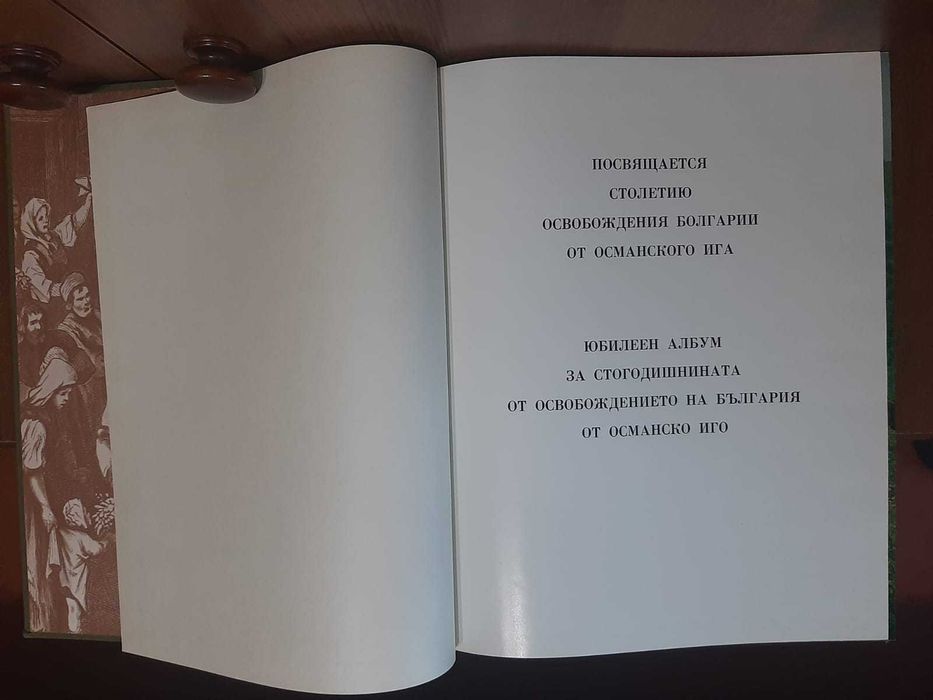 ПОСВЯЩАЕТСЯ
СТОЛЕТИЮ
ОСВОБОЖДЕНИЯ БОЛГАРИИ
ОТ ОСМАНСКОГО ИГА
ЮБИЛЕЕН АЛБУМ
ЗА СТОГОДИШНИНАТА
ОТ ОСВОБОЖДЕНИЕТО НА БЪЛГАРИЯ
ОТ ОСМАНСКО ИГО